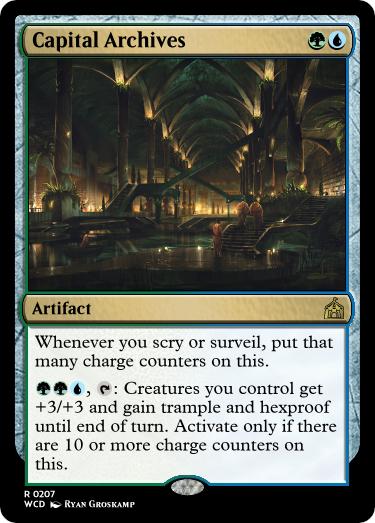 Capital Archives
Artifact
Whenever you scry or surveil, put that
many charge counters on this.
, : Creatures you control get
+3/+3 and gain trample and hexproof
until end of turn. Activate only if there
are 10 or more charge counters on
this.
R 0207
WCD Ryan Groskamp